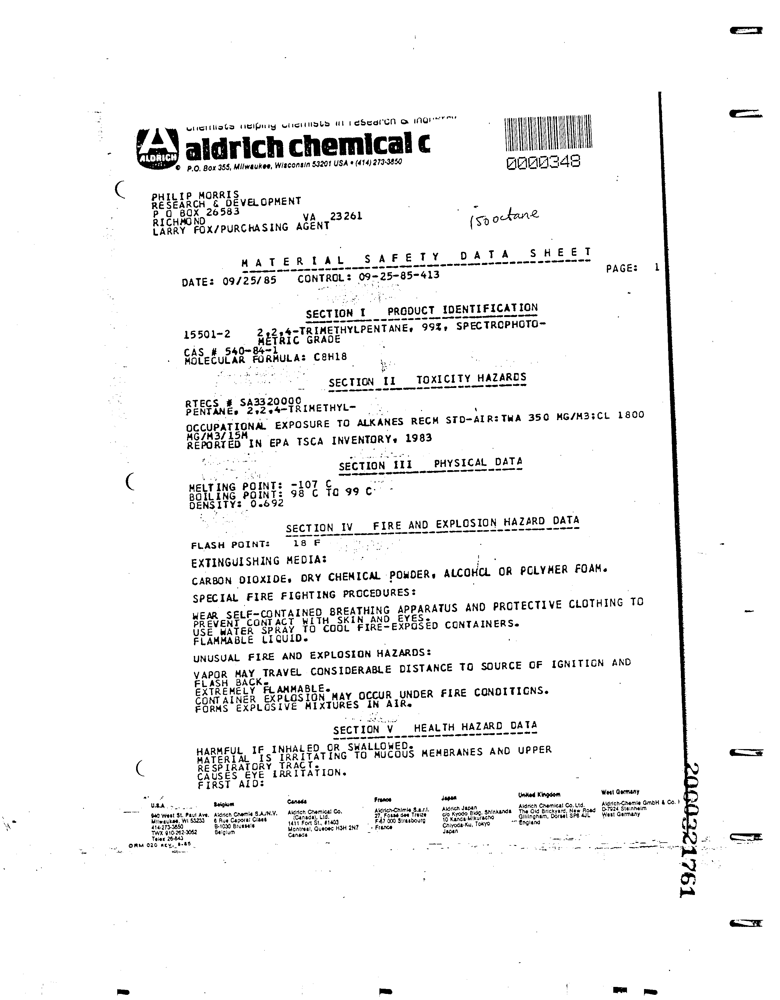 chemists helping chemists in research &
ALDRICH
aldrich chemical c
P.O. Box 355, Milwaukee, Wisconsin 53201 USA • (414) 273-3850
0000348
PHILIP MORRIS
RESEARCH & DEVELOPMENT
P O BOX 26583
RICHMOND VA 23261
LARRY FOX/PURCHASING AGENT
isooctane
MATERIAL SAFETY DATA SHEET
PAGE: 1
DATE: 09/25/85 CONTROL: 09-25-85-413
SECTION I PRODUCT IDENTIFICATION
15501-2 2,2,4-TRIMETHYLPENTANE, 99%, SPECTROPHOTO-
METRIC GRADE
CAS # 540-84-1
MOLECULAR FORMULA: C8H18
SECTION II TOXICITY HAZARDS
RTECS # SA3320000
PENTANE, 2,2,4-TRIMETHYL-
OCCUPATIONAL EXPOSURE TO ALKANES RECM STD-AIR:TWA 350 MG/M3:CL 1800
MG/M3/15M
REPORTED IN EPA TSCA INVENTORY, 1983
SECTION III PHYSICAL DATA
MELTING POINT: -107 C
BOILING POINT: 98 C TO 99 C
DENSITY: 0.692
SECTION IV FIRE AND EXPLOSION HAZARD DATA
FLASH POINT: 18 F
EXTINGUISHING MEDIA:
CARBON DIOXIDE, DRY CHEMICAL POWDER, ALCOHOL OR POLYMER FOAM.
SPECIAL FIRE FIGHTING PROCEDURES:
WEAR SELF-CONTAINED BREATHING APPARATUS AND PROTECTIVE CLOTHING TO
PREVENT CONTACT WITH SKIN AND EYES.
USE WATER SPRAY TO COOL FIRE-EXPOSED CONTAINERS.
FLAMMABLE LIQUID.
UNUSUAL FIRE AND EXPLOSION HAZARDS:
VAPOR MAY TRAVEL CONSIDERABLE DISTANCE TO SOURCE OF IGNITION AND
FLASH BACK.
EXTREMELY FLAMMABLE.
CONTAINER EXPLOSION MAY OCCUR UNDER FIRE CONDITIONS.
FORMS EXPLOSIVE MIXTURES IN AIR.
SECTION V HEALTH HAZARD DATA
HARMFUL IF INHALED OR SWALLOWED.
MATERIAL IS IRRITATING TO MUCOUS MEMBRANES AND UPPER
RESPIRATORY TRACT.
CAUSES EYE IRRITATION.
FIRST AID:
2000321761
U.S.A.
940 West St. Paul Ave.
Milwaukee, WI 53233
414-273-3850
TWX 910-262-3052
Telex 26-843
Belgium
Aldrich Chemie S.A./N.V.
8 Rue Caporal Claes
B-1030 Brussels
Belgium
Canada
Aldrich Chemical Co.
(Canada), Ltd.
1411 Fort St., #1403
Montreal, Quebec H3H 2N7
Canada
France
Aldrich-Chimie S.a.r.l.
27, Fossé des Treize
F-67 000 Strasbourg
France
Japan
Aldrich Japan
c/o Kyodo Bldg. Shinkanda
10 Kanda-Mikuracho
Chiyoda-Ku, Tokyo
Japan
United Kingdom
Aldrich Chemical Co. Ltd.
The Old Brickyard, New Road
Gillingham, Dorset SP8 4JL
England
West Germany
Aldrich-Chemie GmbH & Co.
D-7924 Steinheim
West Germany